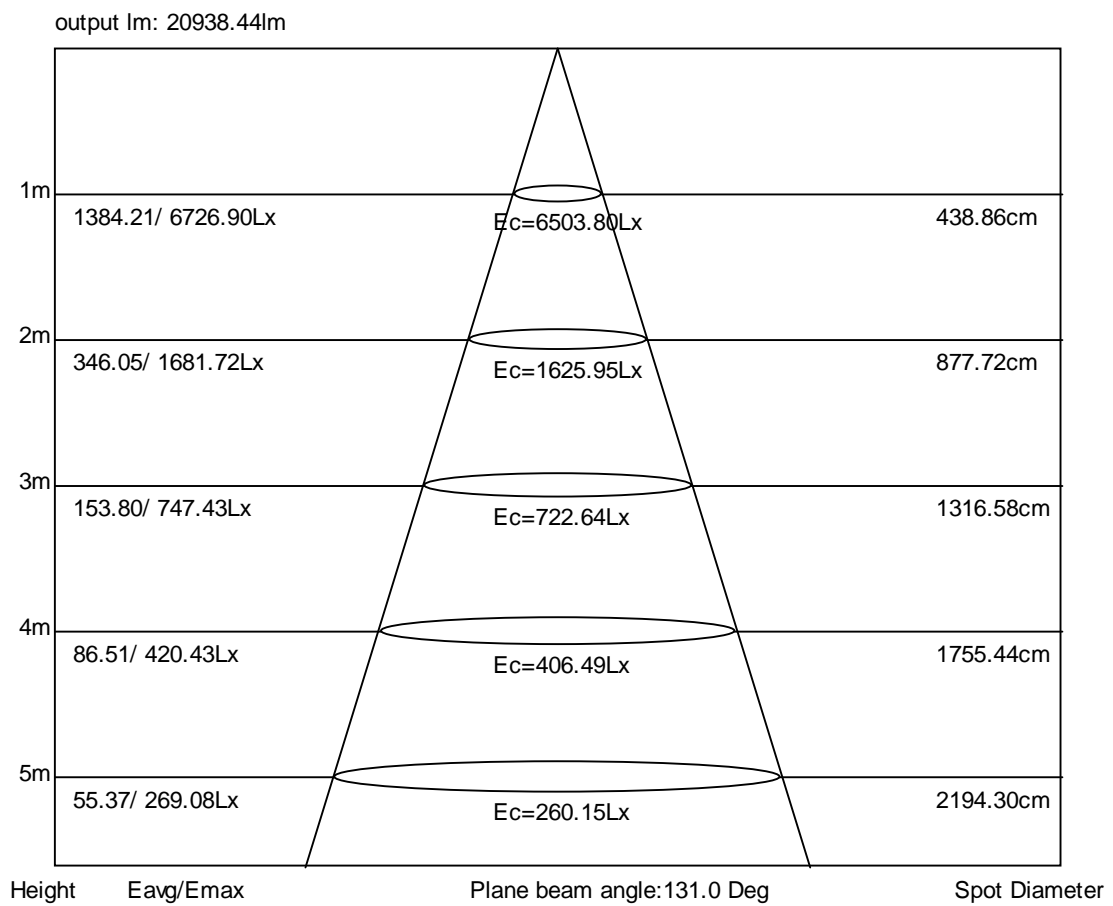 output lm: 20938.44lm
1m
1384.21/ 6726.90Lx
Ec=6503.80Lx
438.86cm
2m
346.05/ 1681.72Lx
Ec=1625.95Lx
877.72cm
3m
153.80/ 747.43Lx
Ec=722.64Lx
1316.58cm
4m
86.51/ 420.43Lx
Ec=406.49Lx
1755.44cm
5m
55.37/ 269.08Lx
Ec=260.15Lx
2194.30cm
Height Eavg/Emax Plane beam angle:131.0 Deg Spot Diameter